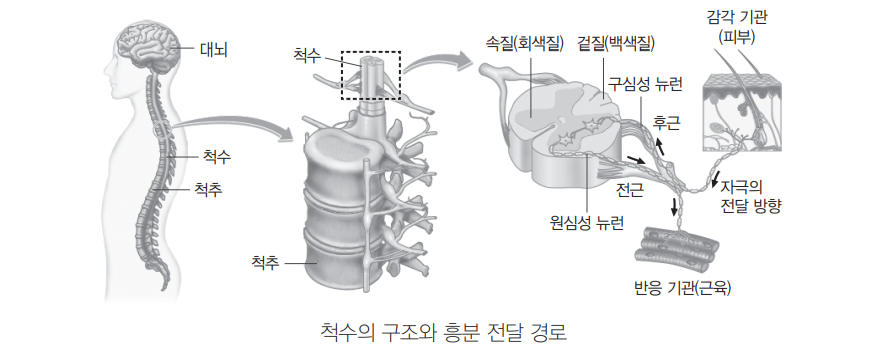 대뇌
척수
척추
척수
척추
속질(회색질)
겉질(백색질)
감각 기관
(피부)
구심성 뉴런
후근
전근
자극의
전달 방향
원심성 뉴런
반응 기관(근육)
척수의 구조와 흥분 전달 경로